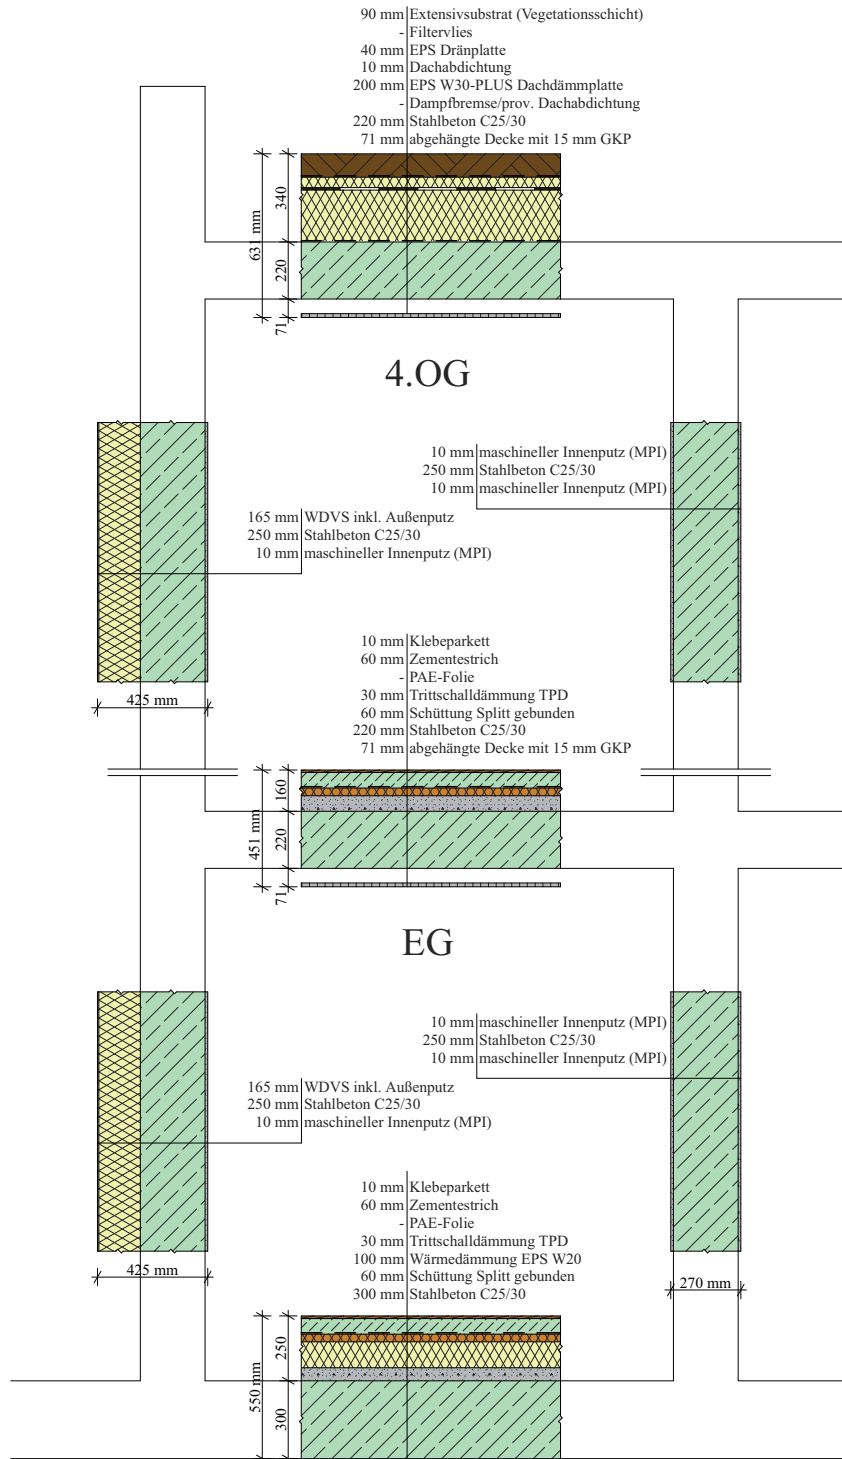 90 mm Extensivsubstrat (Vegetationsschicht)
- Filtervlies
40 mm EPS Dränplatte
10 mm Dachabdichtung
200 mm EPS W30-PLUS Dachdämmplatte
- Dampfbremse/prov. Dachabdichtung
220 mm Stahlbeton C25/30
71 mm abgehängte Decke mit 15 mm GKP
631 mm
340
220
71
4.OG
10 mm maschineller Innenputz (MPI)
250 mm Stahlbeton C25/30
10 mm maschineller Innenputz (MPI)
165 mm WDVS inkl. Außenputz
250 mm Stahlbeton C25/30
10 mm maschineller Innenputz (MPI)
425 mm
10 mm Klebeparkett
60 mm Zementestrich
- PAE-Folie
30 mm Trittschalldämmung TPD
60 mm Schüttung Splitt gebunden
220 mm Stahlbeton C25/30
71 mm abgehängte Decke mit 15 mm GKP
451 mm
160
220
71
EG
10 mm maschineller Innenputz (MPI)
250 mm Stahlbeton C25/30
10 mm maschineller Innenputz (MPI)
165 mm WDVS inkl. Außenputz
250 mm Stahlbeton C25/30
10 mm maschineller Innenputz (MPI)
425 mm
270 mm
10 mm Klebeparkett
60 mm Zementestrich
- PAE-Folie
30 mm Trittschalldämmung TPD
100 mm Wärmedämmung EPS W20
60 mm Schüttung Splitt gebunden
300 mm Stahlbeton C25/30
550 mm
250
300